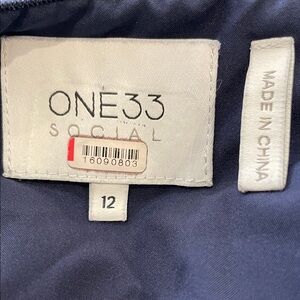 ONE33
SOCIAL
16090803
12
MADE IN CHINA